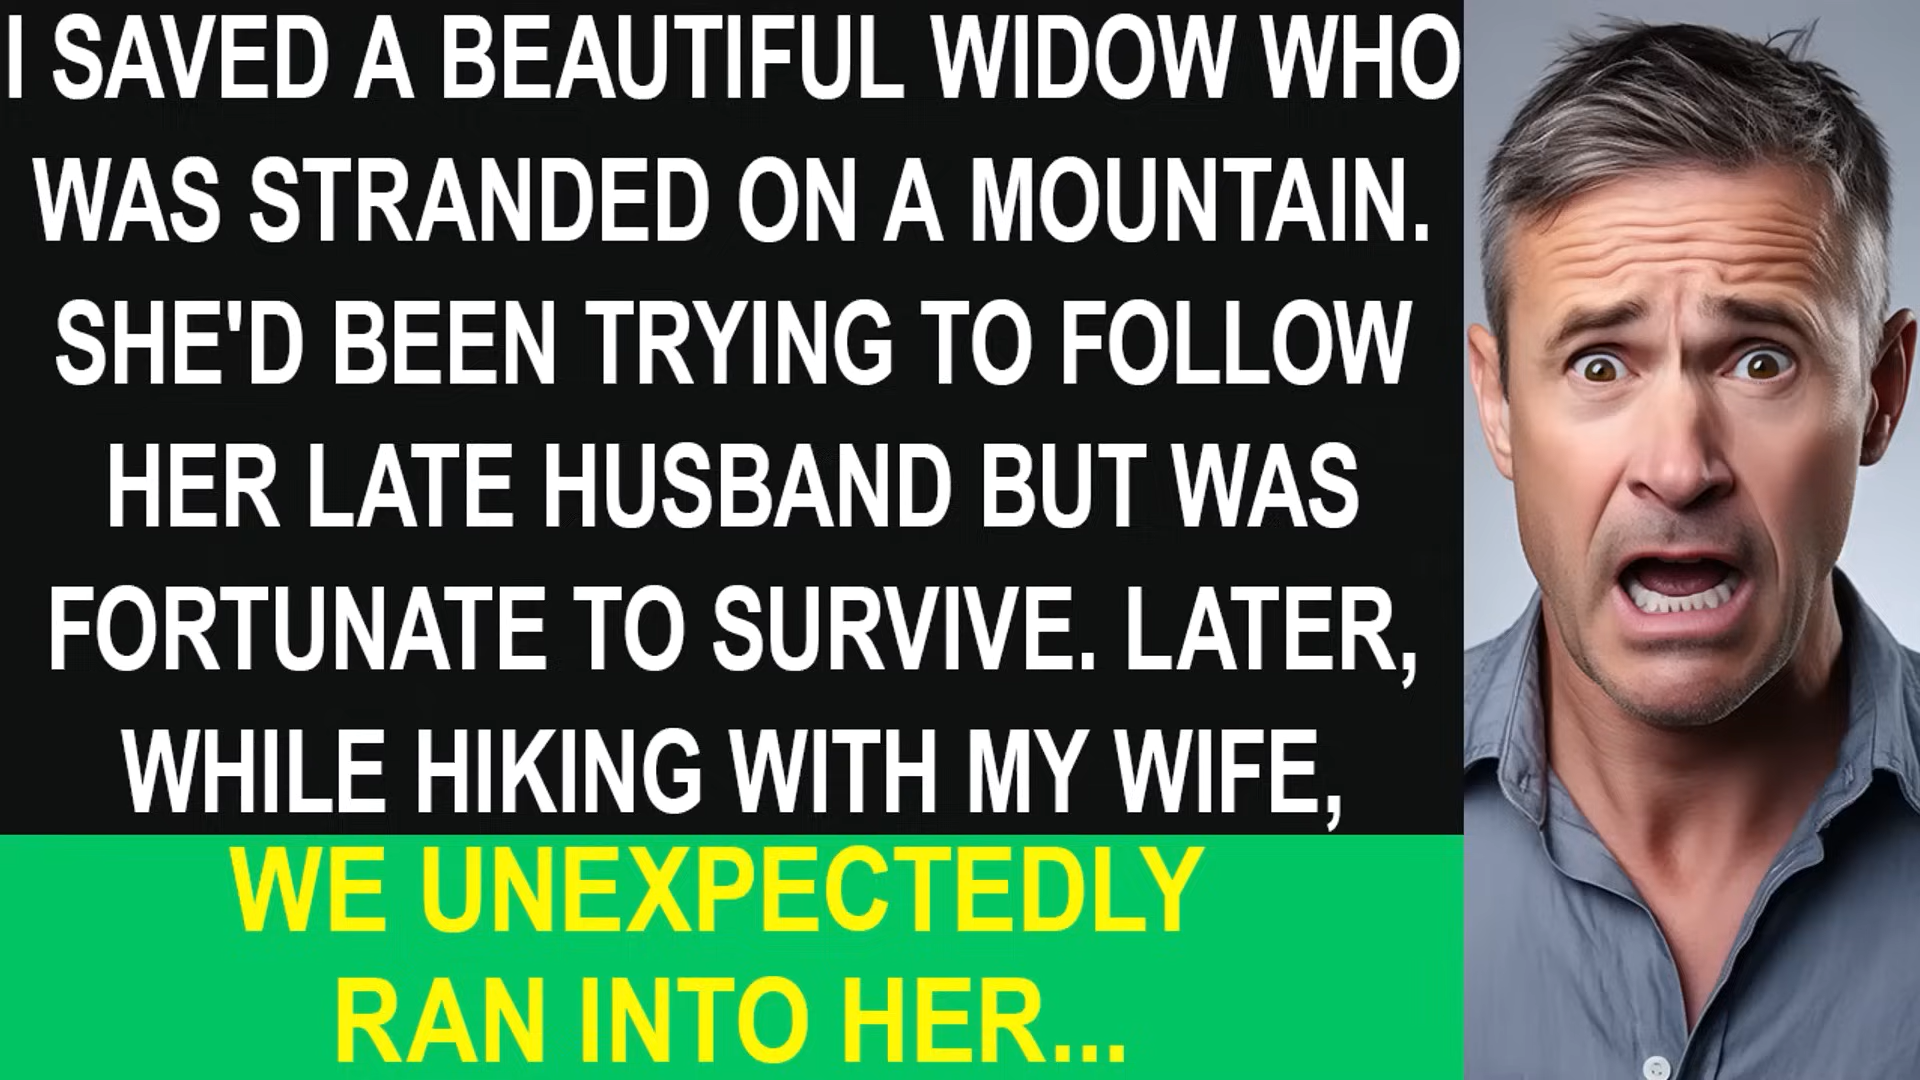 I SAVED A BEAUTIFUL WIDOW WHO
WAS STRANDED ON A MOUNTAIN.
SHE'D BEEN TRYING TO FOLLOW
HER LATE HUSBAND BUT WAS
FORTUNATE TO SURVIVE. LATER,
WHILE HIKING WITH MY WIFE,
WE UNEXPECTEDLY
RAN INTO HER...